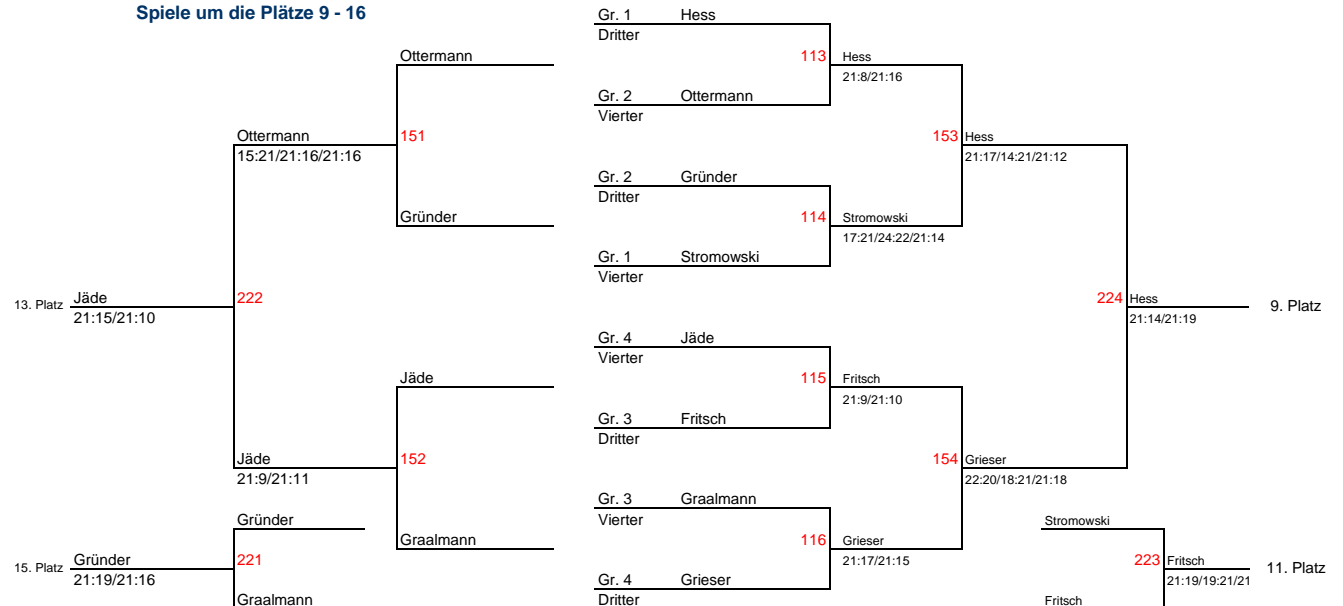 Spiele um die Plätze 9 - 16
Gr. 1 Hess
Dritter
Ottermann
113 Hess
21:8/21:16
Gr. 2 Ottermann
Vierter
Ottermann
15:21/21:16/21:16
151
153 Hess
21:17/14:21/21:12
Gr. 2 Gründer
Dritter
Gründer
114 Stromowski
17:21/24:22/21:14
Gr. 1 Stromowski
Vierter
13. Platz Jäde
21:15/21:10
222
224 Hess
21:14/21:19
9. Platz
Gr. 4 Jäde
Vierter
Jäde
115 Fritsch
21:9/21:10
Gr. 3 Fritsch
Dritter
Jäde
21:9/21:11
152
154 Grieser
22:20/18:21/21:18
Gr. 3 Graalmann
Vierter
Gründer
Stromowski
Graalmann
116 Grieser
21:17/21:15
15. Platz Gründer
21:19/21:16
221
223 Fritsch
21:19/19:21/21
11. Platz
Gr. 4 Grieser
Dritter
Graalmann
Fritsch